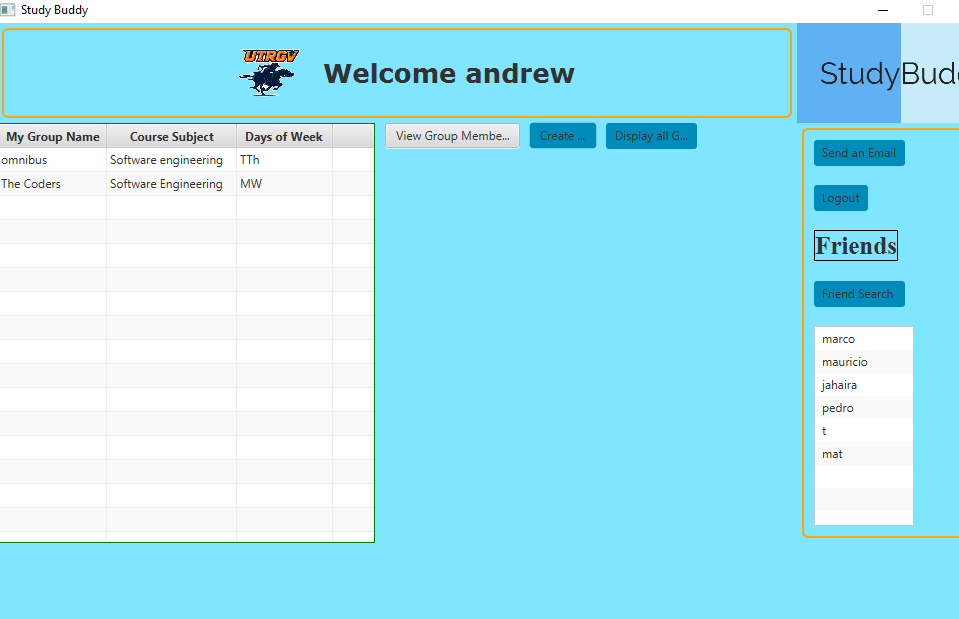 Study Buddy
UTRGV
Welcome andrew
StudyBudd
My Group Name Course Subject Days of Week
omnibus Software engineering TTh
The Coders Software Engineering MW
View Group Membe... Create ... Display all G...
Send an Email
Logout
Friends
Friend Search
marco
mauricio
jahaira
pedro
t
mat